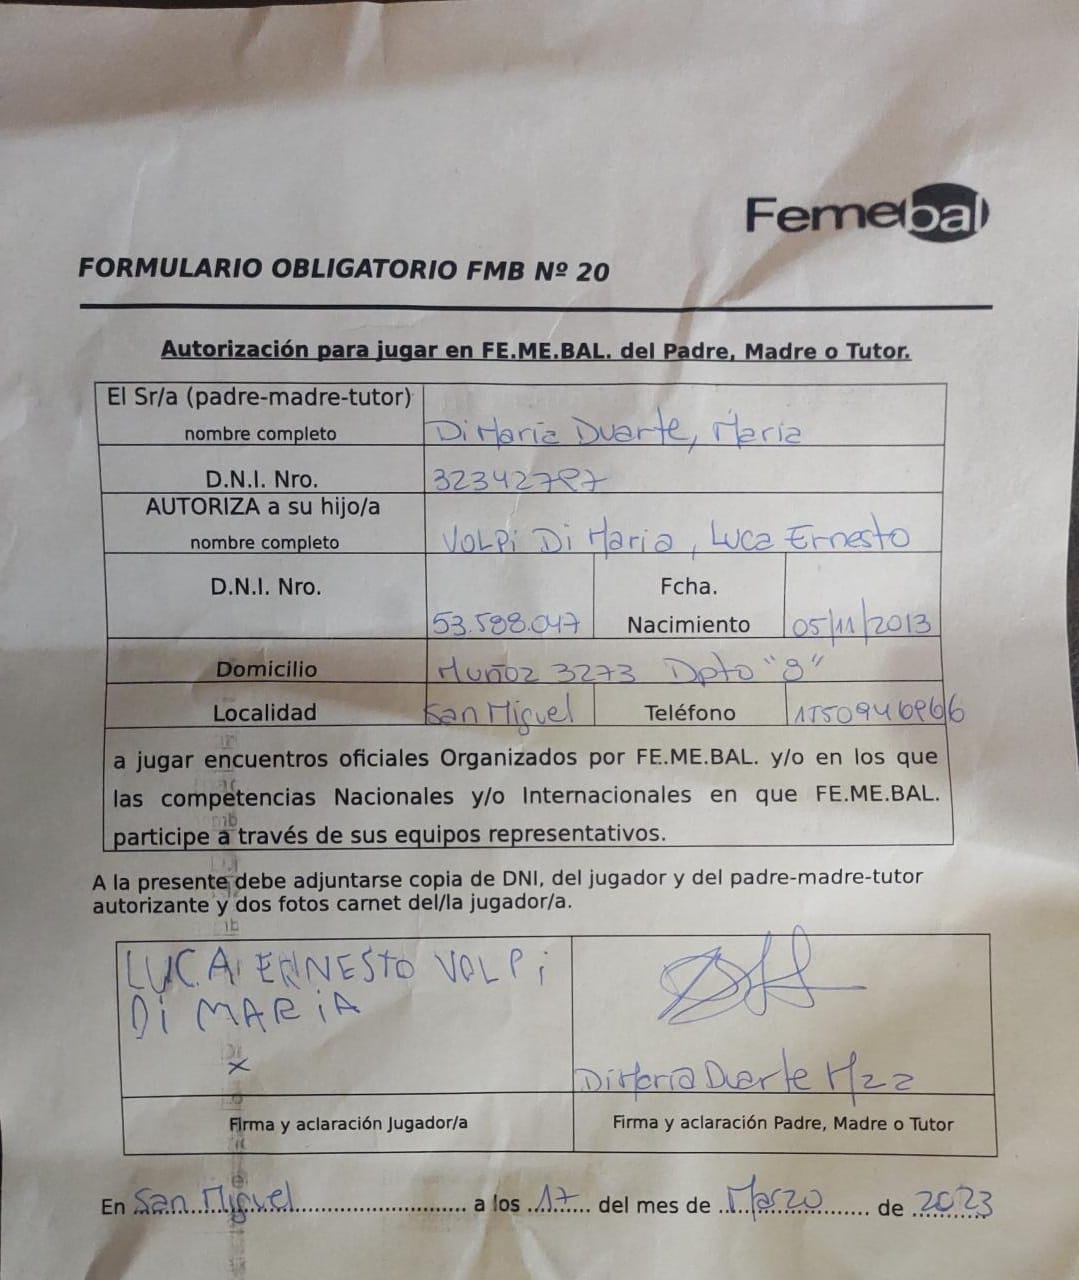 Femebal
FORMULARIO OBLIGATORIO FMB Nº 20
Autorización para jugar en FE.ME.BAL. del Padre, Madre o Tutor.
El Sr/a (padre-madre-tutor)
nombre completo
Di Maria Duarte, Maria
D.N.I. Nro.
AUTORIZA a su hijo/a
nombre completo
VOLPi Di Maria, Luca Ernesto
D.N.I. Nro. Fcha.
53.588.047 Nacimiento 05/11/2013
Domicilio Muñoz 3273 Dpto
Localidad San Miguel Teléfono
a jugar encuentros oficiales Organizados por FE.ME.BAL. y/o en los que
las competencias Nacionales y/o Internacionales en que FE.ME.BAL.
participe a través de sus equipos representativos.
A la presente debe adjuntarse copia de DNI, del jugador y del padre-madre-tutor
autorizante y dos fotos carnet del/la jugador/a.
LUCA ERNESTO VOLPi
Di MARiA
x
Di Maria Duarte
Firma y aclaración Jugador/a Firma y aclaración Padre, Madre o Tutor
En San Miguel a los 17 del mes de Marzo de 2023